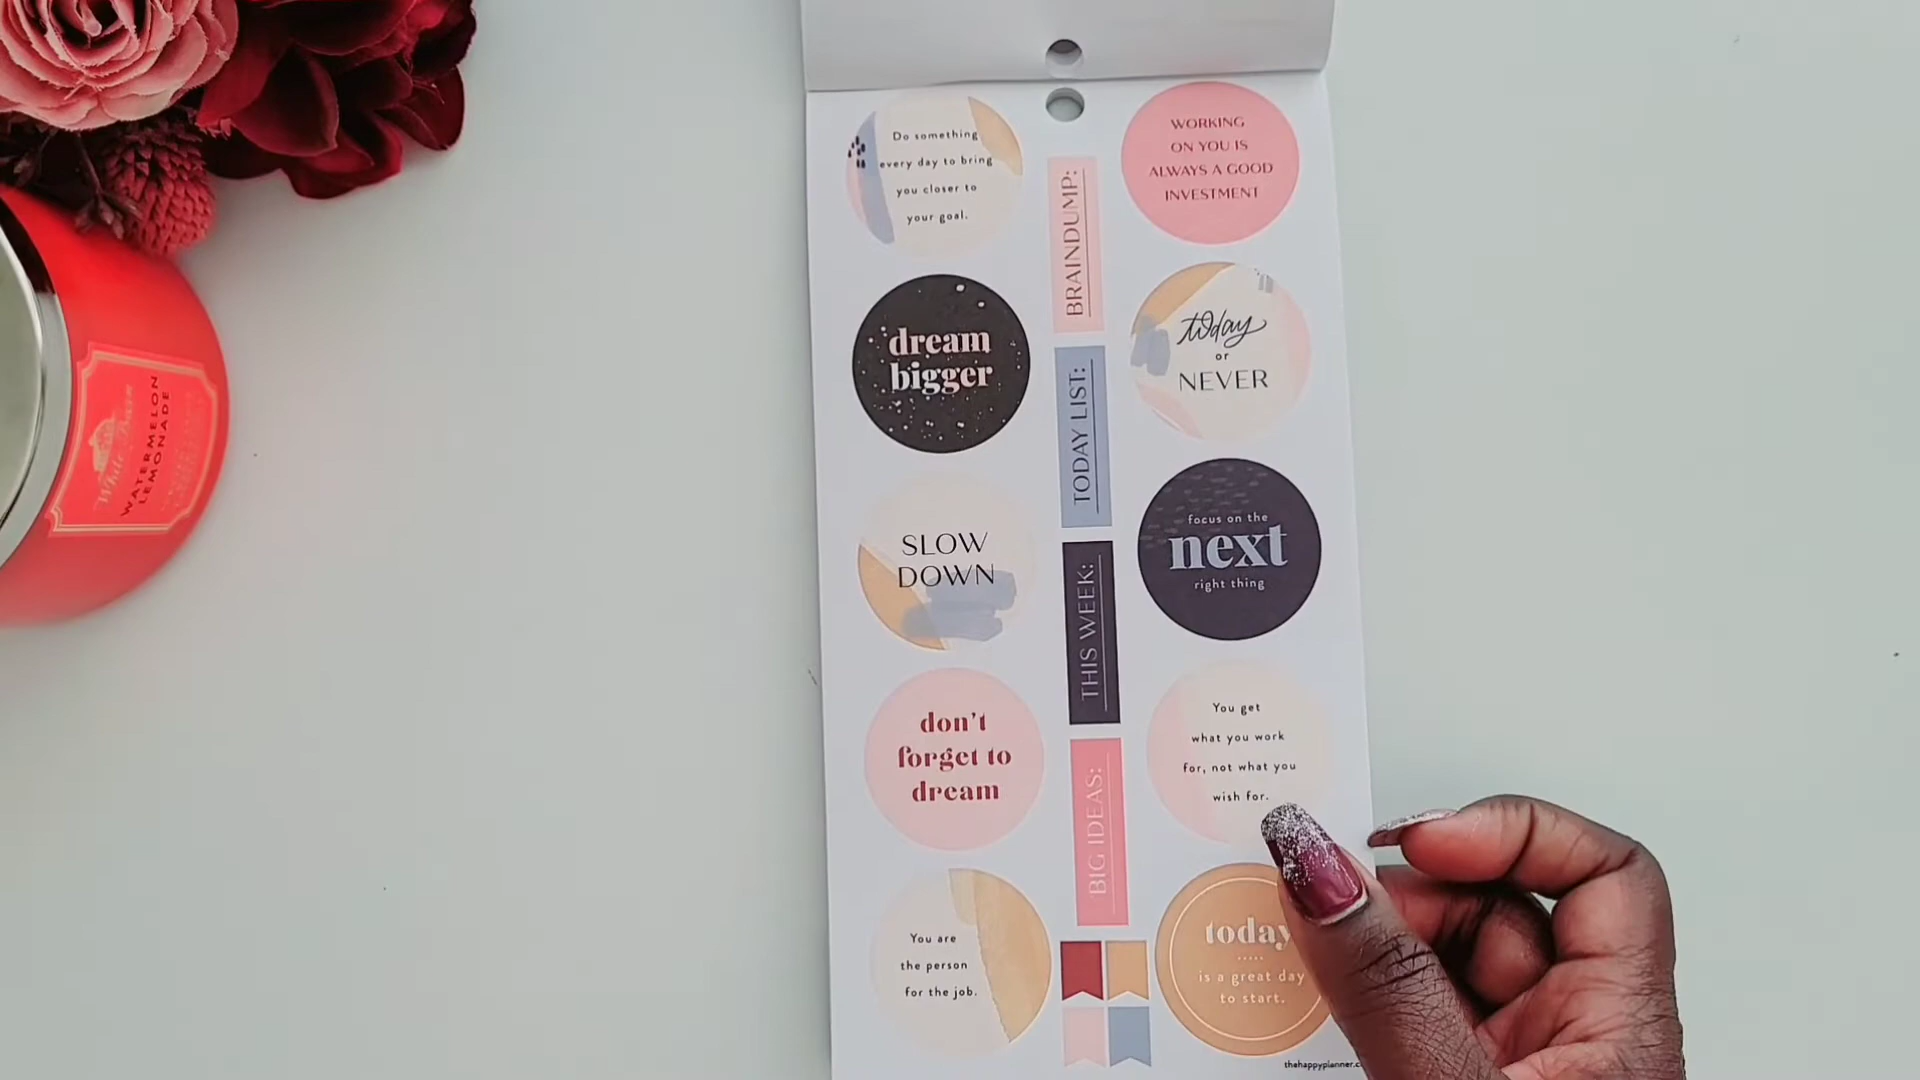 Do something
every day to bring
you closer to
your goal.
WORKING
ON YOU IS
ALWAYS A GOOD
INVESTMENT
BRAINDUMP:
dream
bigger
today
or
NEVER
TODAY LIST:
SLOW
DOWN
focus on the
next
right thing
THIS WEEK:
don't
forget to
dream
You get
what you work
for, not what you
wish for.
BIG IDEAS:
You are
the person
for the job.
today
is a great day
to start.
thehappyplanner.c
White Barn
WATERMELON
LEMONADE